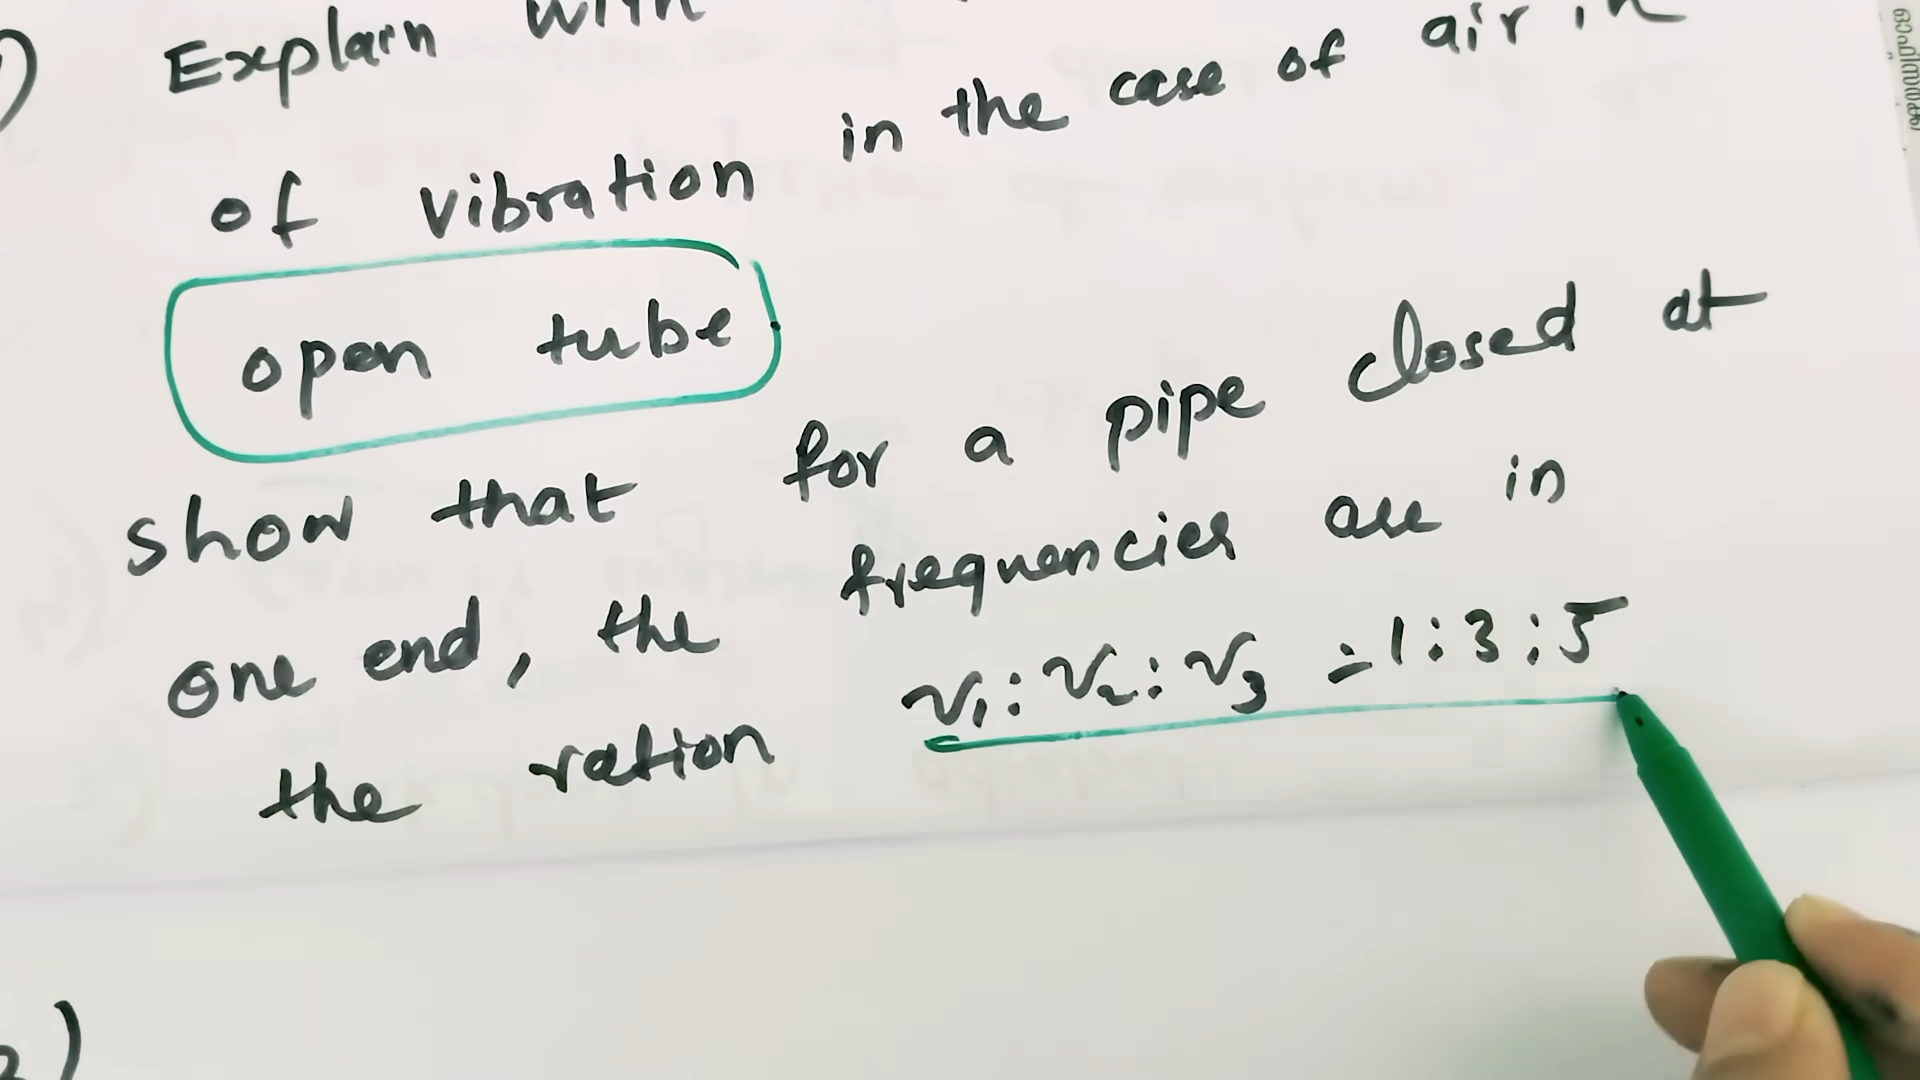 Explain with
of vibration in the case of air in
open tube
show that for a pipe closed at
one end, the frequencies are in
the ration ν₁ : ν₂ : ν₃ = 1 : 3 : 5